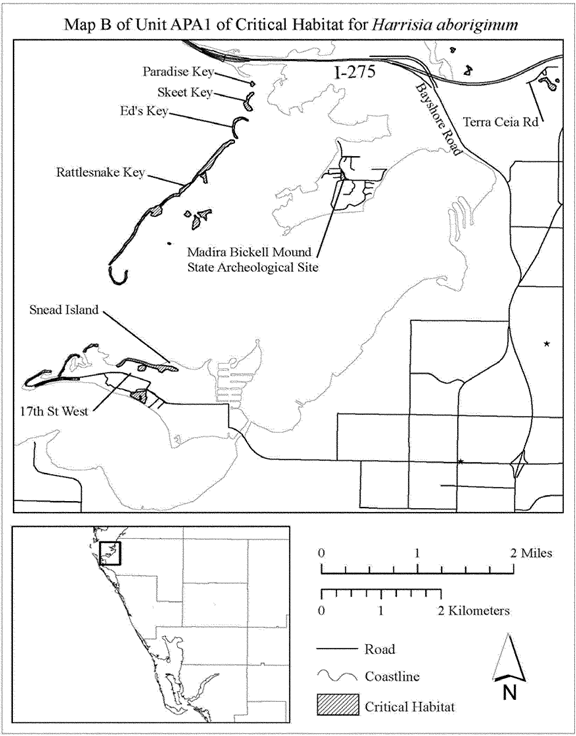 Map B of Unit APA1 of Critical Habitat for Harrisia aboriginum
I-275
Paradise Key
Skeet Key
Ed's Key
Bayshore Road
Terra Ceia Rd
Rattlesnake Key
Madira Bickell Mound
State Archeological Site
Snead Island
17th St West
*
*
0 1 2 Miles
0 1 2 Kilometers
Road
Coastline
Critical Habitat
N